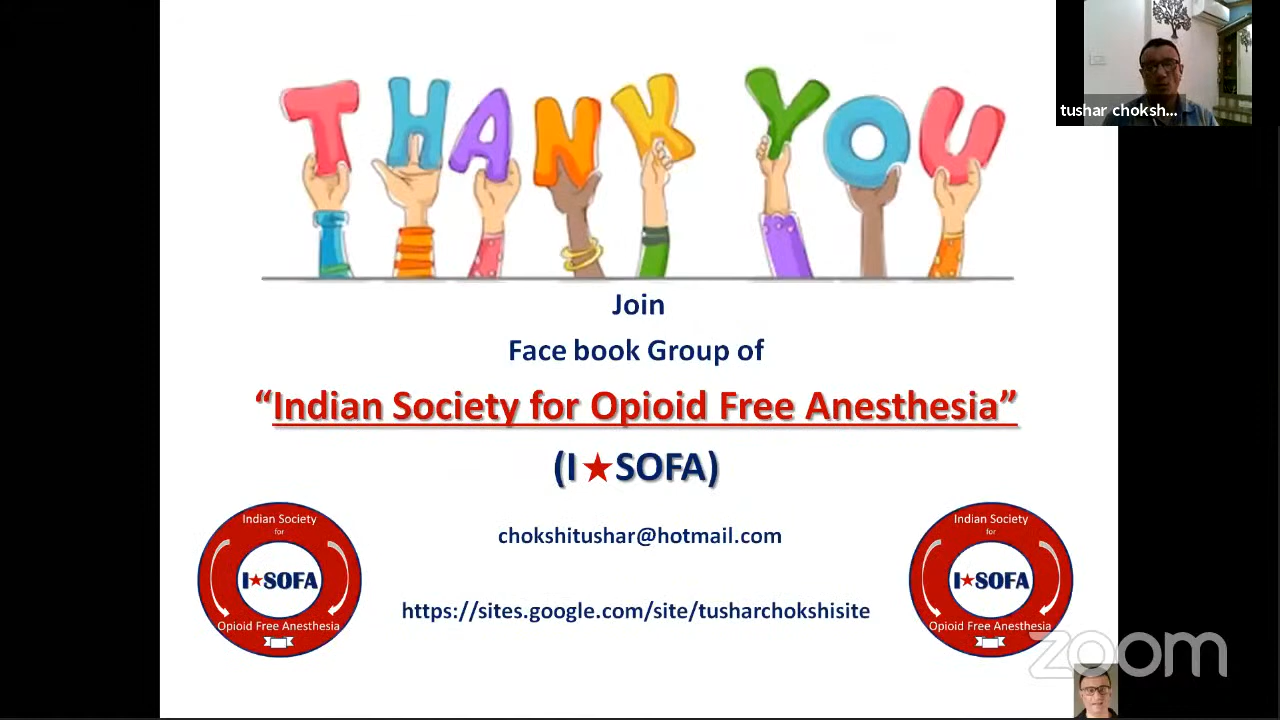 THANK YOU
tushar choksh...
Join
Face book Group of
“Indian Society for Opioid Free Anesthesia”
(I★SOFA)
chokshitushar@hotmail.com
https://sites.google.com/site/tusharchokshisite
Indian Society
for
I★SOFA
Opioid Free Anesthesia
Indian Society
for
I★SOFA
Opioid Free Anesthesia
zoom